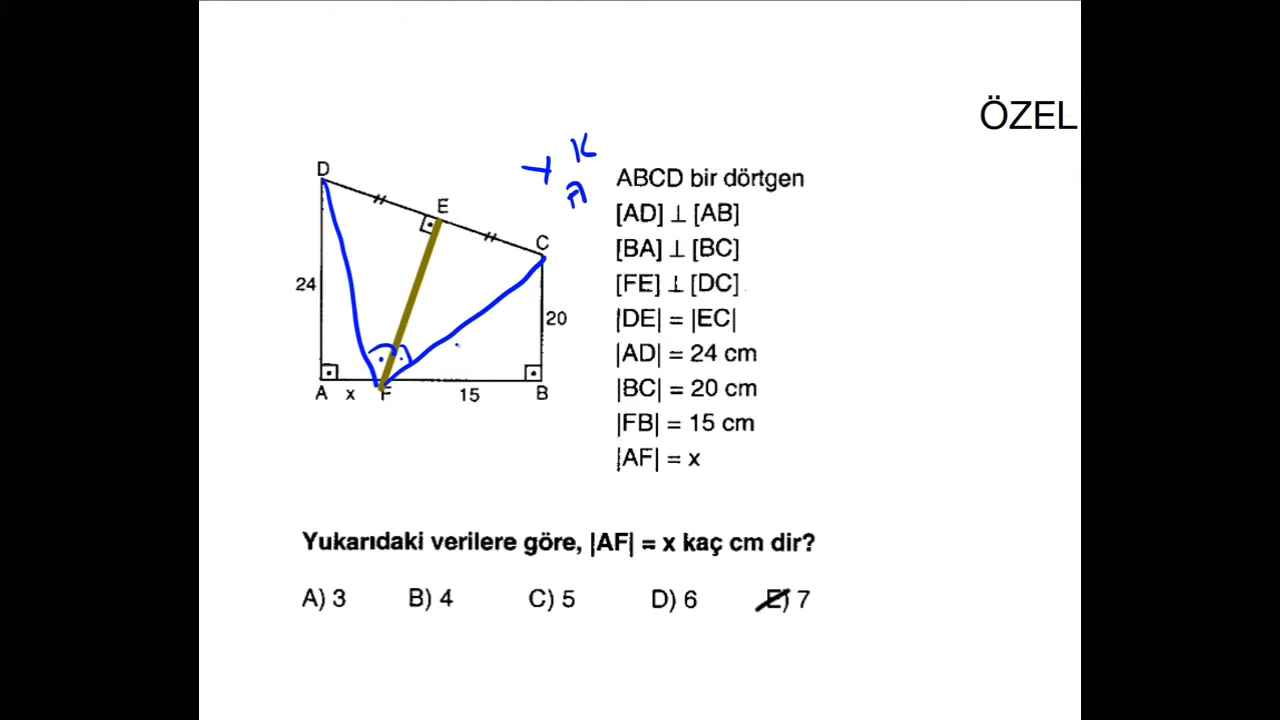 ÖZEL
Y K
A
D
E
C
24
20
A x F 15 B
ABCD bir dörtgen
[AD] ⊥ [AB]
[BA] ⊥ [BC]
[FE] ⊥ [DC]
|DE| = |EC|
|AD| = 24 cm
|BC| = 20 cm
|FB| = 15 cm
|AF| = x
Yukarıdaki verilere göre, |AF| = x kaç cm dir?
A) 3 B) 4 C) 5 D) 6 E) 7